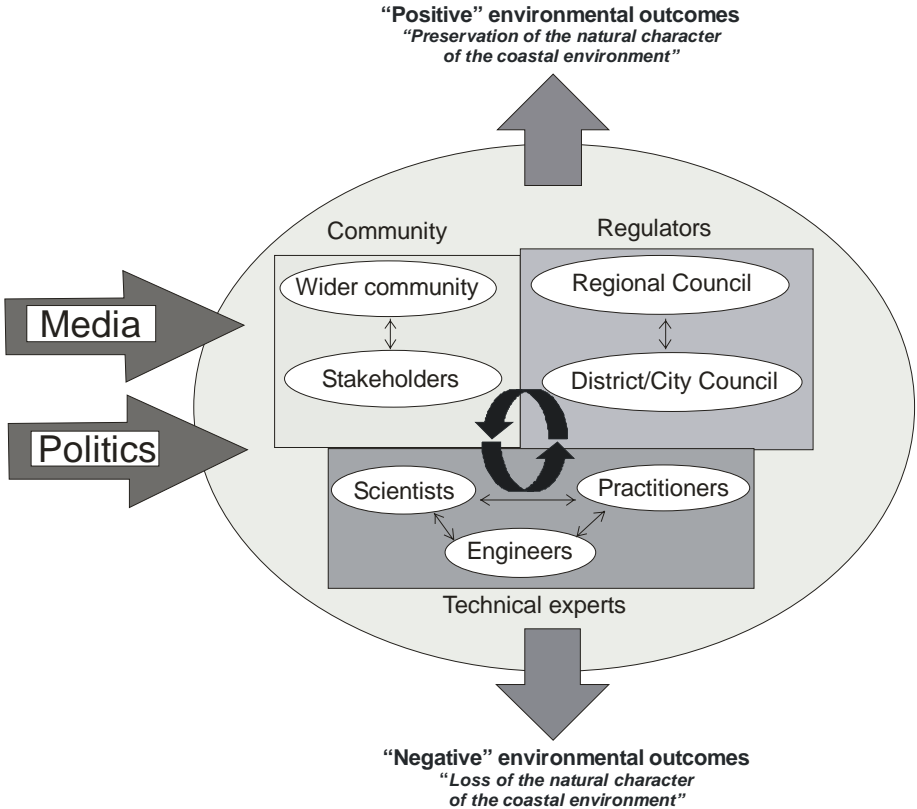 “Positive” environmental outcomes
“Preservation of the natural character
of the coastal environment”
Community
Regulators
Wider community
Regional Council
Media
Stakeholders
District/City Council
Politics
Scientists
Practitioners
Engineers
Technical experts
“Negative” environmental outcomes
“Loss of the natural character
of the coastal environment”